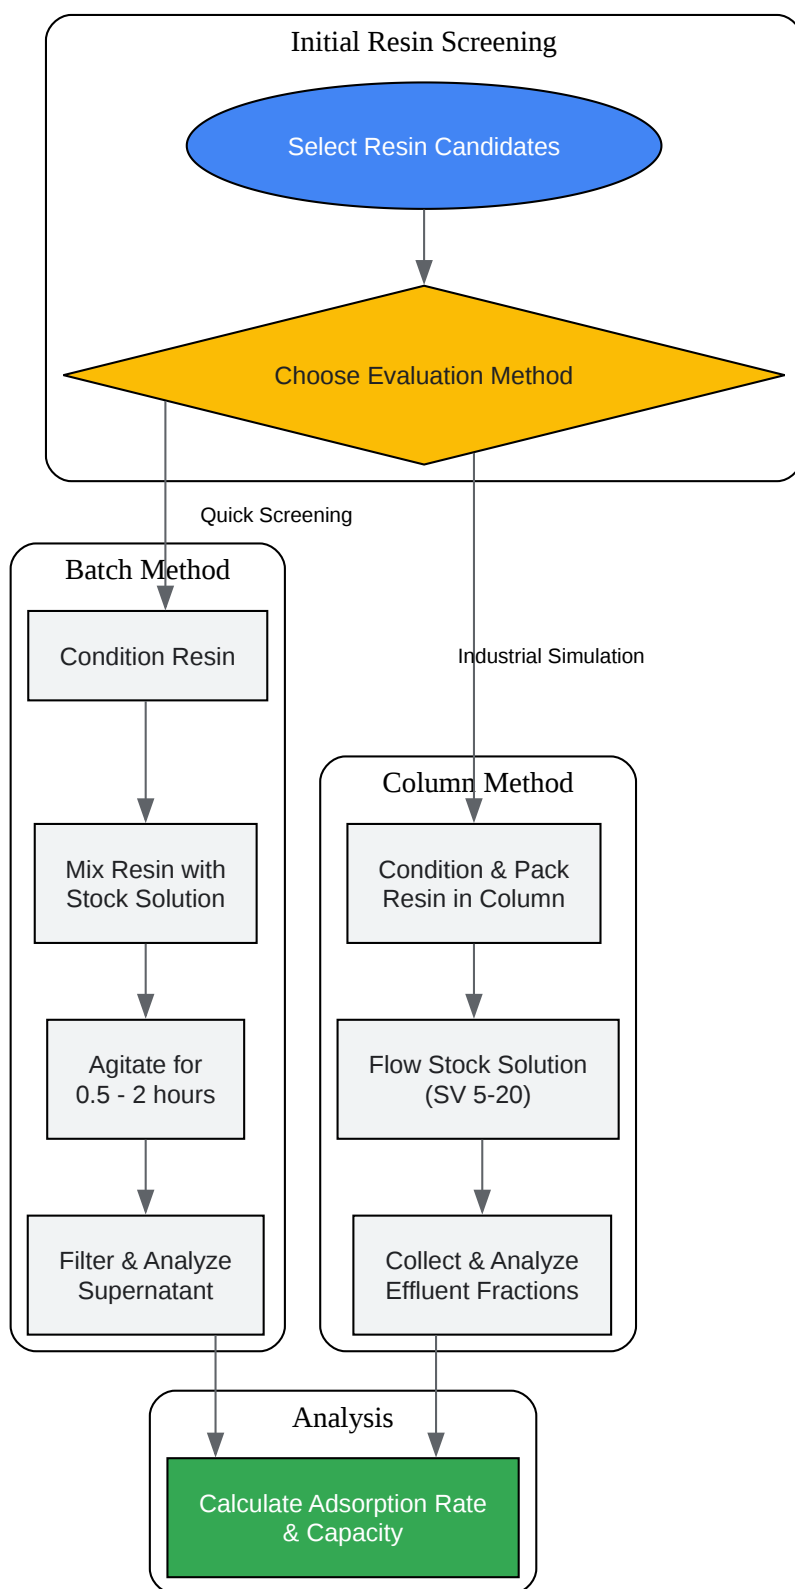 Initial Resin Screening
Select Resin Candidates
Choose Evaluation Method
Quick Screening
Batch Method
Condition Resin
Industrial Simulation
Column Method
Mix Resin with
Stock Solution
Condition & Pack
Resin in Column
Agitate for
0.5 - 2 hours
Flow Stock Solution
(SV 5-20)
Filter & Analyze
Supernatant
Collect & Analyze
Effluent Fractions
Analysis
Calculate Adsorption Rate
& Capacity